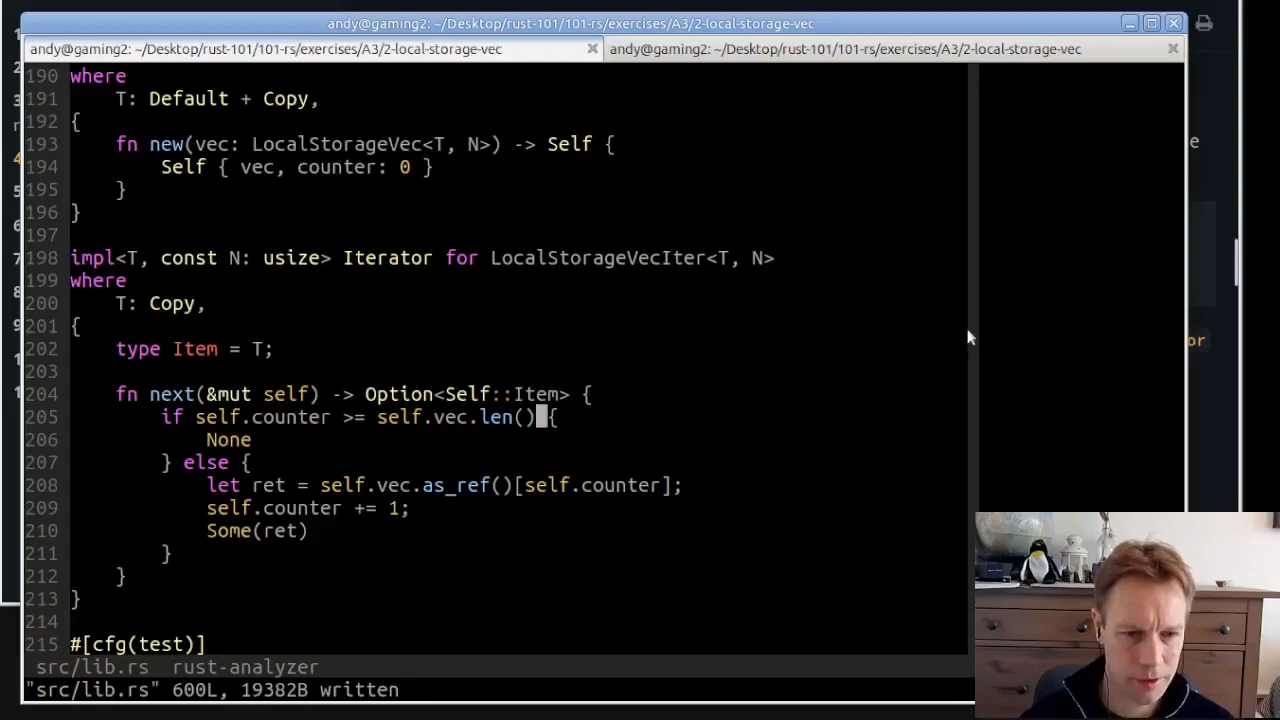 andy@gaming2: ~/Desktop/rust-101/101-rs/exercises/A3/2-local-storage-vec
andy@gaming2: ~/Desktop/rust-101/101-rs/exercises/A3/2-local-storage-vec
andy@gaming2: ~/Desktop/rust-101/101-rs/exercises/A3/2-local-storage-vec
190 where
191     T: Default + Copy,
192 {
193     fn new(vec: LocalStorageVec<T, N>) -> Self {
194         Self { vec, counter: 0 }
195     }
196 }
197
198 impl<T, const N: usize> Iterator for LocalStorageVecIter<T, N>
199 where
200     T: Copy,
201 {
202     type Item = T;
203
204     fn next(&mut self) -> Option<Self::Item> {
205         if self.counter >= self.vec.len() {
206             None
207         } else {
208             let ret = self.vec.as_ref()[self.counter];
209             self.counter += 1;
210             Some(ret)
211         }
212     }
213 }
214
215 #[cfg(test)]
src/lib.rs  rust-analyzer
"src/lib.rs" 600L, 19382B written